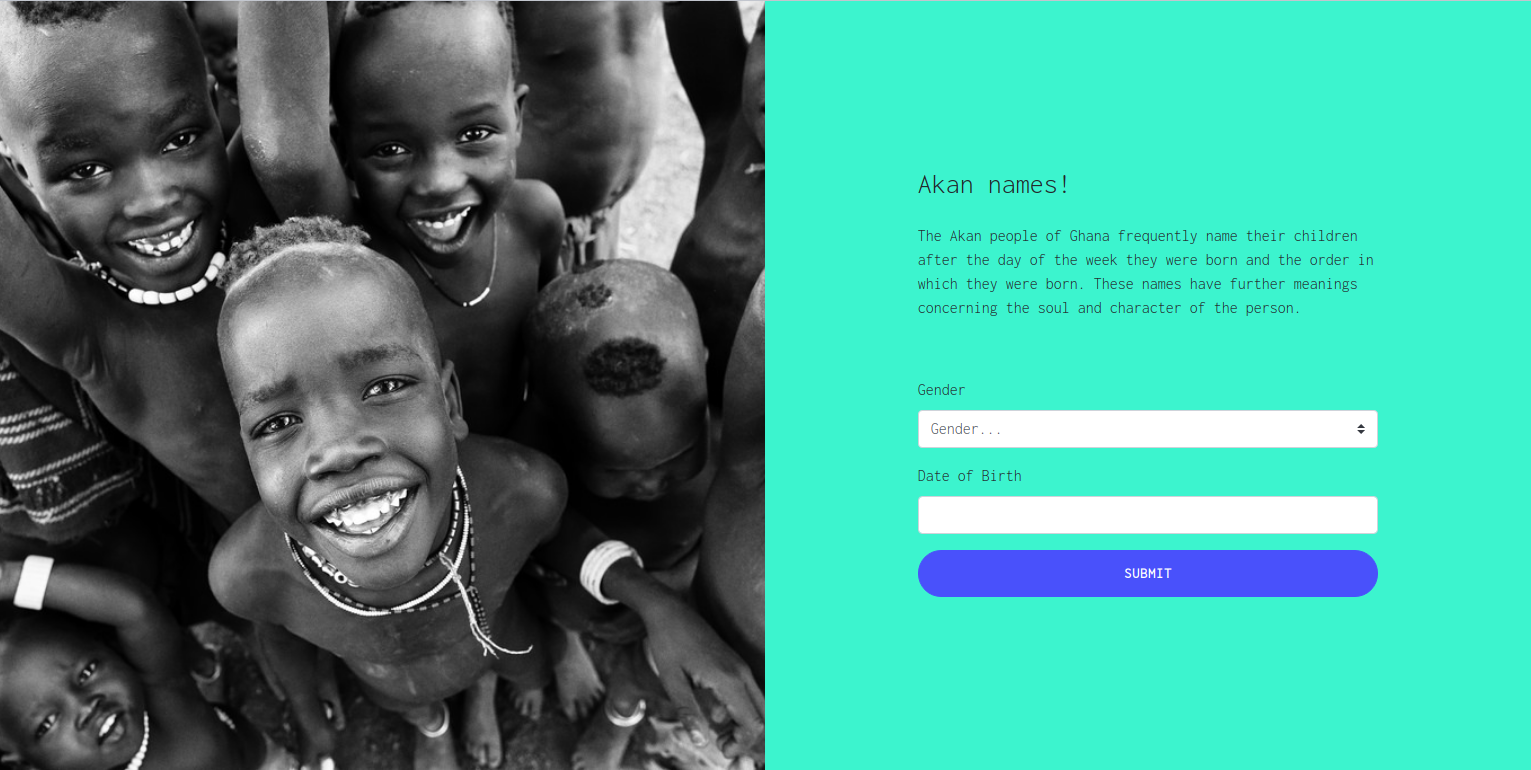 Akan names!
The Akan people of Ghana frequently name their children
after the day of the week they were born and the order in
which they were born. These names have further meanings
concerning the soul and character of the person.
Gender
Gender...
Date of Birth
SUBMIT